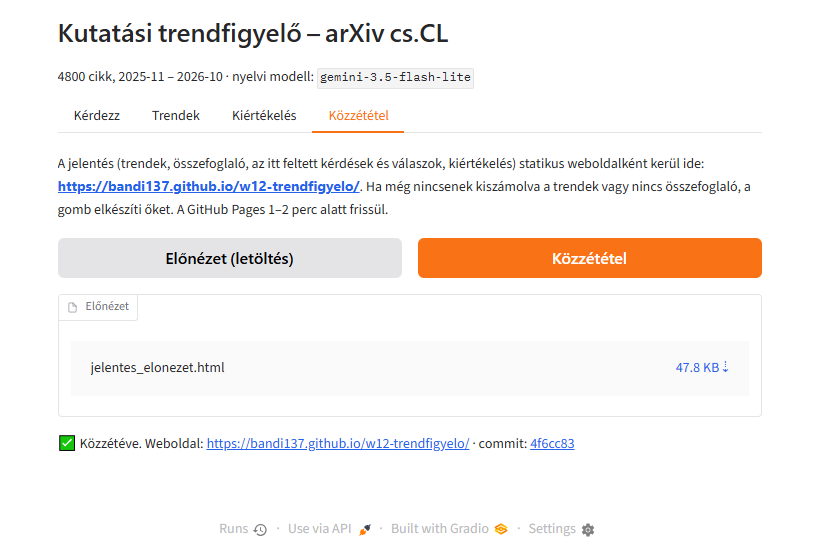 Kutatási trendfigyelő – arXiv cs.CL
4800 cikk, 2025-11 – 2026-10 · nyelvi modell: gemini-3.5-flash-lite
Kérdezz Trendek Kiértékelés Közzététel
A jelentés (trendek, összefoglaló, az itt feltett kérdések és válaszok, kiértékelés) statikus weboldalként kerül ide:
https://bandi137.github.io/w12-trendfigyelo/. Ha még nincsenek kiszámolva a trendek vagy nincs összefoglaló, a
gomb elkészíti őket. A GitHub Pages 1–2 perc alatt frissül.
Előnézet (letöltés) Közzététel
Előnézet
jelentes_elonezet.html 47.8 KB ⇣
✅ Közzétéve. Weboldal: https://bandi137.github.io/w12-trendfigyelo/ · commit: 4f6cc83
Runs · Use via API · Built with Gradio · Settings